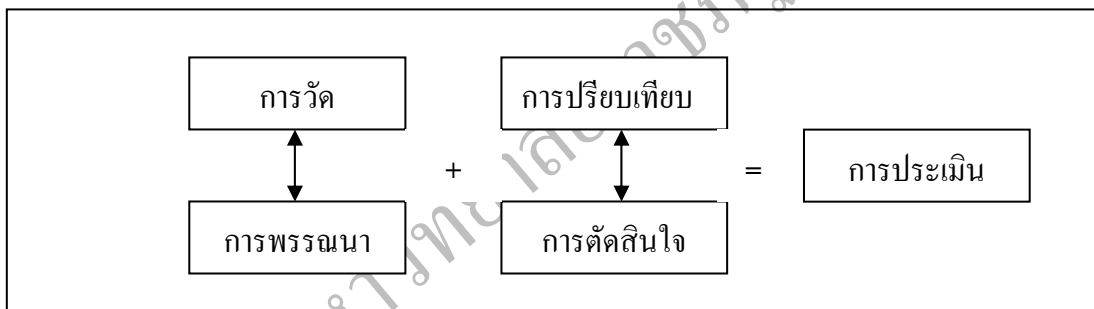 การวัด การปรียบเทียบ
+ = การประเมิน
การพรรณนา การตัดสินใจ